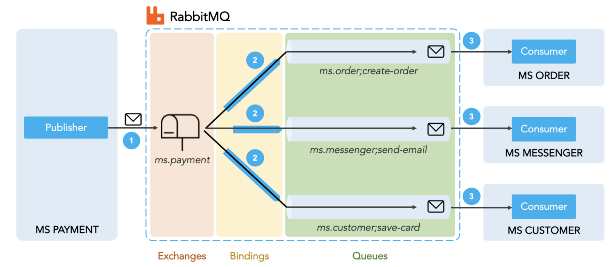 RabbitMQ
Publisher
MS PAYMENT
1
ms.payment
2
2
2
ms.order;create-order
ms.messenger;send-email
ms.customer;save-card
3
Consumer
MS ORDER
3
Consumer
MS MESSENGER
3
Consumer
MS CUSTOMER
Exchanges
Bindings
Queues